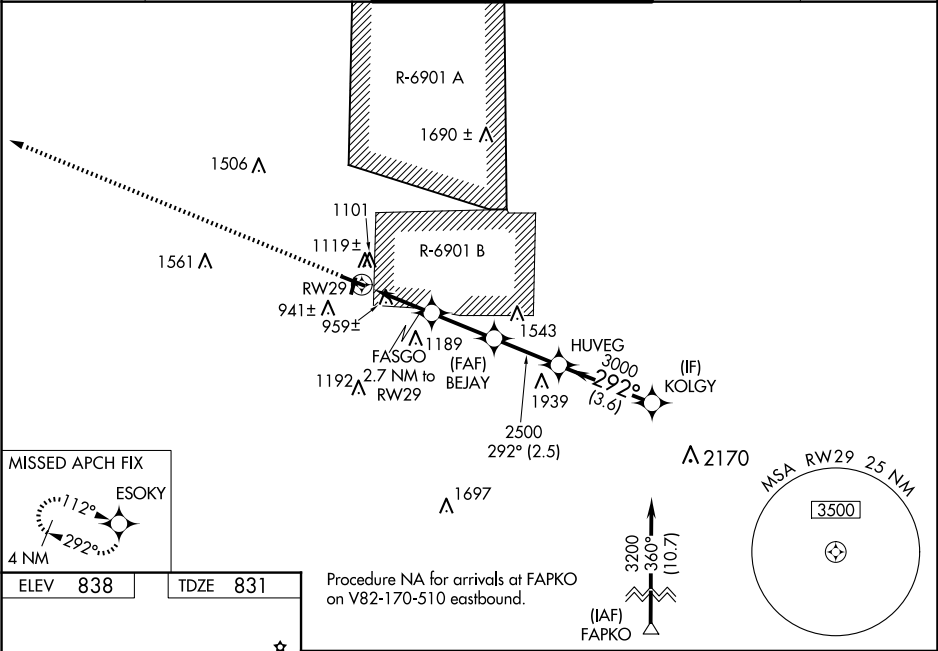 R-6901 A
1690 ±
1506
1101
1119±
R-6901 B
1561
RW29
941±
959±
1543
1189
FASGO
2.7 NM to
RW29
(FAF)
BEJAY
HUVEG
3000
292°
(3.6)
(IF)
KOLGY
1192
1939
2500
292° (2.5)
2170
MISSED APCH FIX
ESOKY
112°
292°
4 NM
1697
MSA RW29 25 NM
3500
3200
360°
(10.7)
(IAF)
FAPKO
ELEV 838
TDZE 831
Procedure NA for arrivals at FAPKO
on V82-170-510 eastbound.